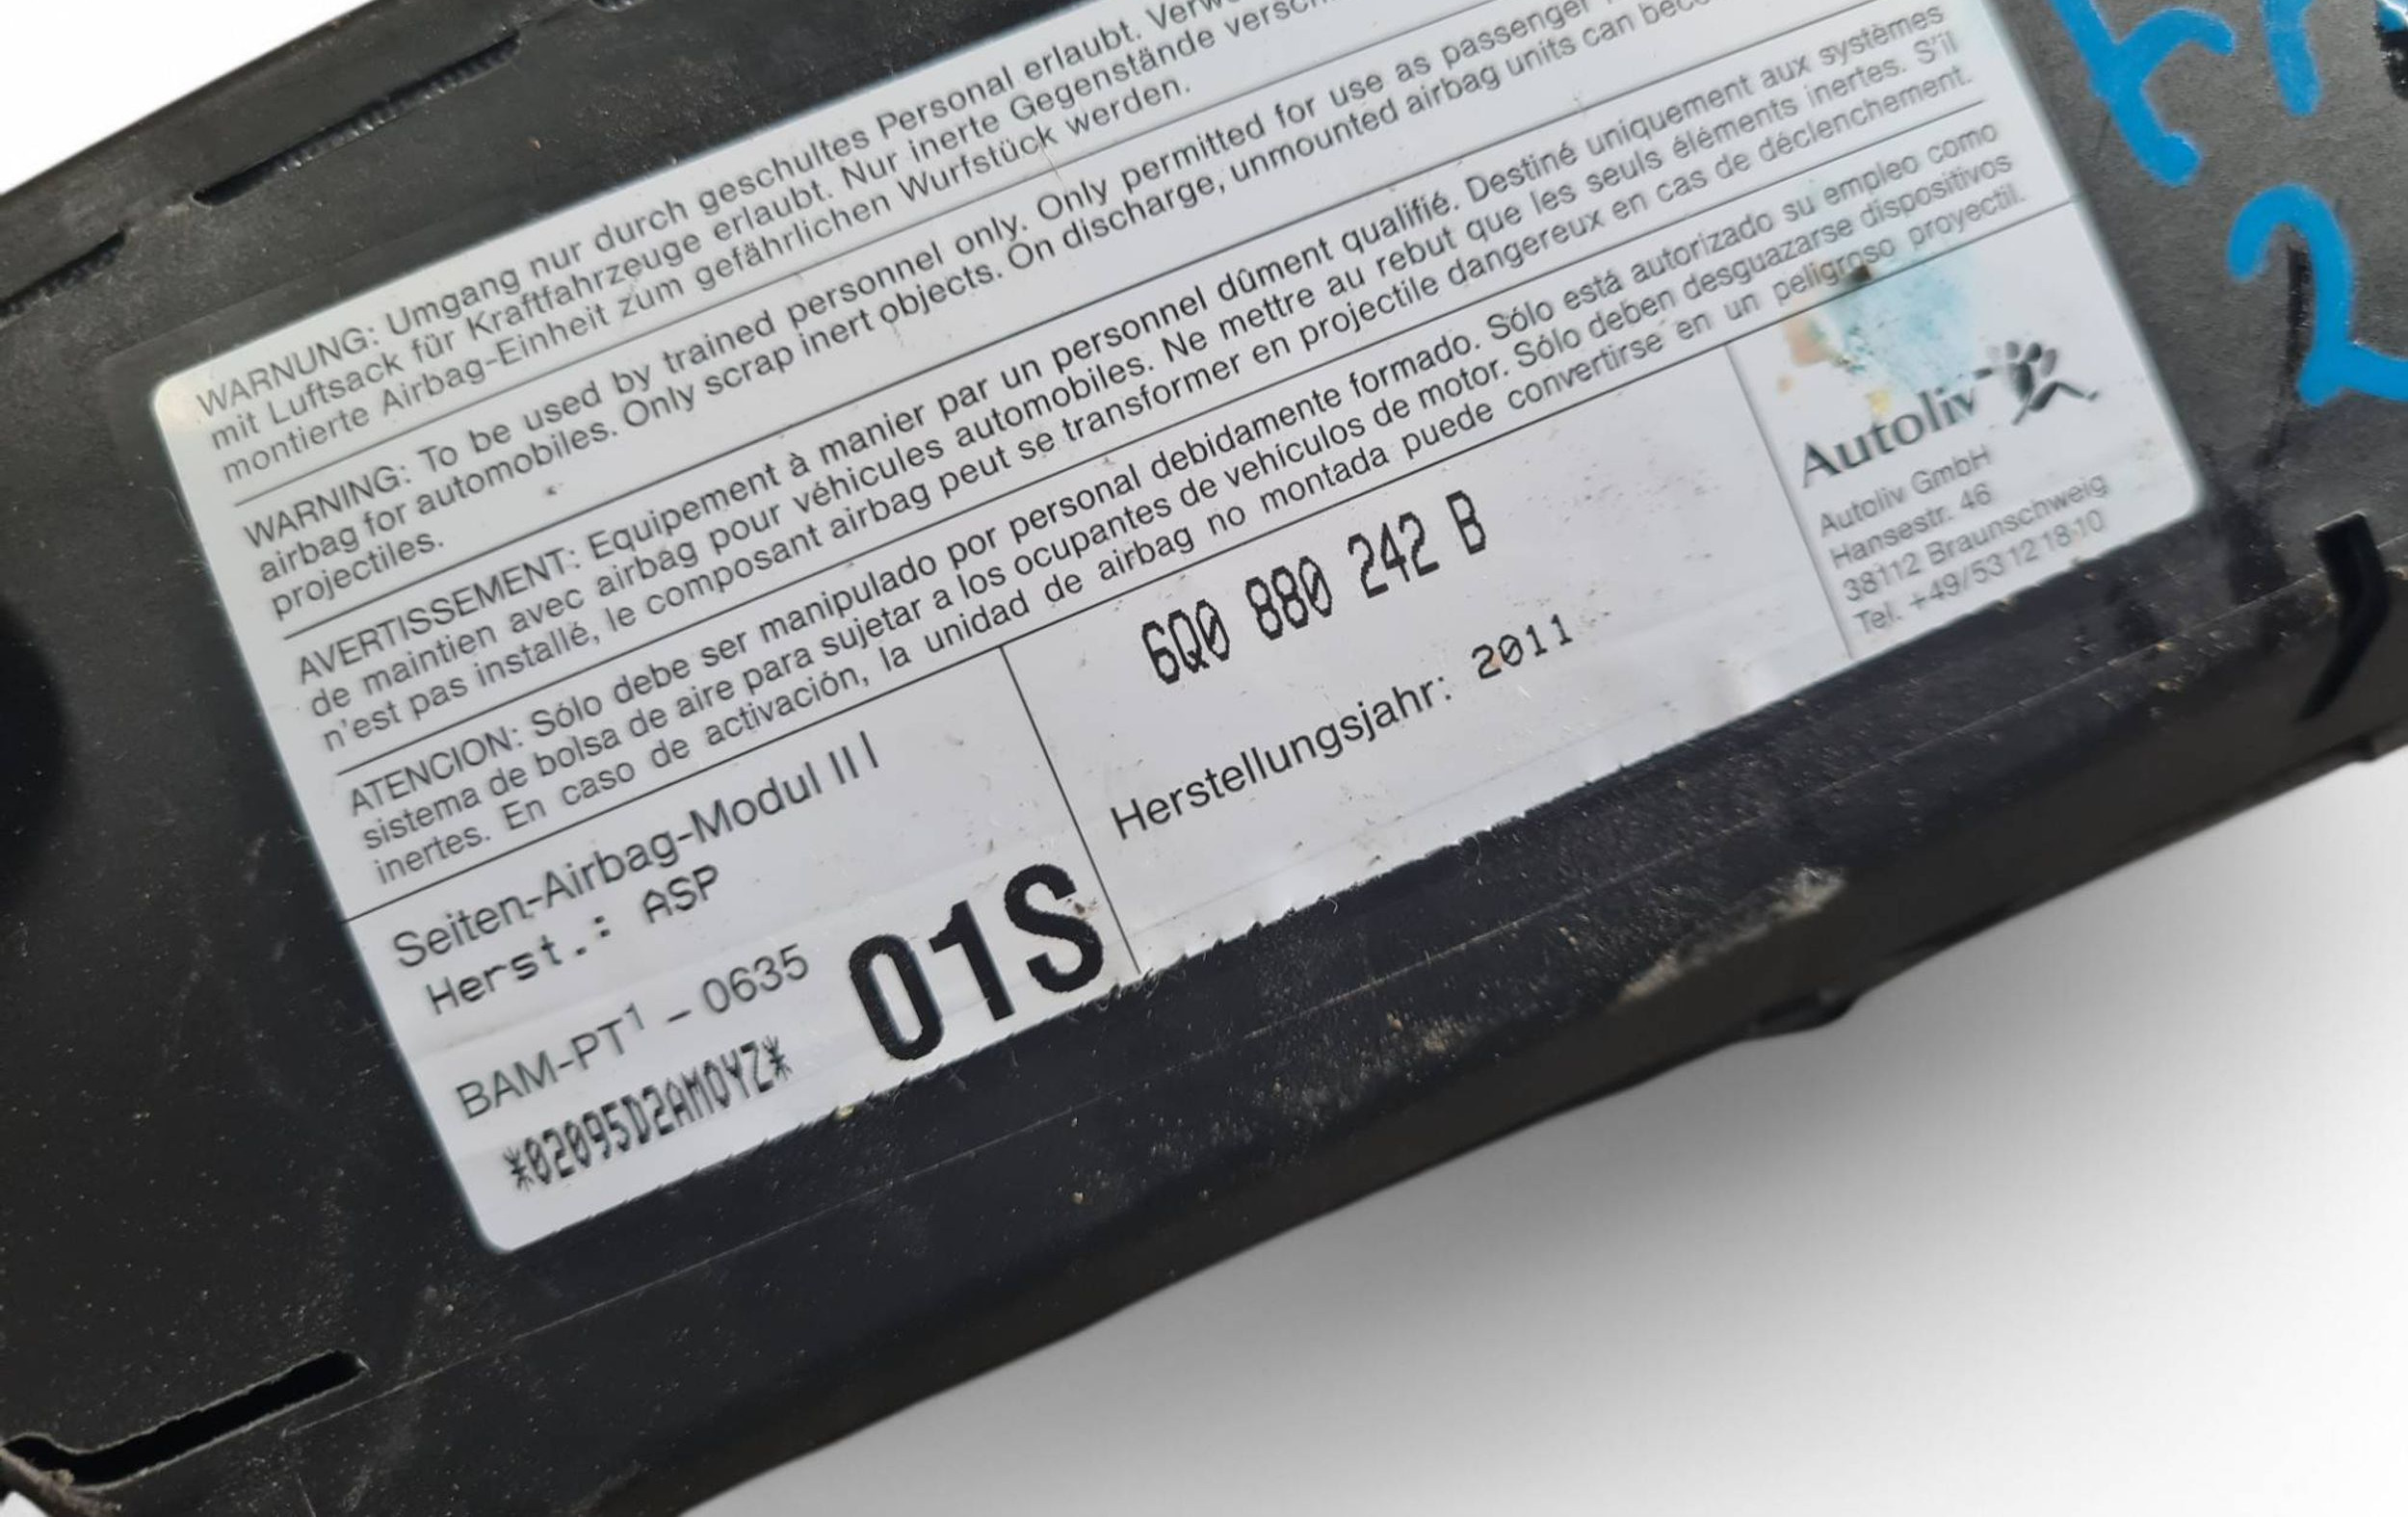 WARNUNG: Umgang nur durch geschultes Personal erlaubt.
mit Luftsack für Kraftfahrzeuge erlaubt. Nur inerte Gegenstände
montierte Airbag-Einheit zum gefährlichen Wurfstück werden.
WARNING: To be used by trained personnel only. Only permitted for use as passenger
airbag for automobiles. Only scrap inert objects. On discharge, unmounted airbag units can
projectiles.
AVERTISSEMENT: Equipement à manier par un personnel dûment qualifié. Destiné uniquement aux systèmes
de maintien avec airbag pour véhicules automobiles. Ne mettre au rebut que les seuls éléments inertes. S'il
n'est pas installé, le composant airbag peut se transformer en projectile dangereux en cas de déclenchement.
ATENCION: Sólo debe ser manipulado por personal debidamente formado. Sólo está autorizado su empleo como
sistema de bolsa de aire para sujetar a los ocupantes de vehículos de motor. Sólo deben desguazarse dispositivos
inertes. En caso de activación, la unidad de airbag no montada puede convertirse en un peligroso proyectil.
Seiten-Airbag-Modul III
Herst.: ASP
BAM-PT¹ - 0635
01S
*02095D2AM0YZ*
6Q0 880 242 B
Herstellungsjahr: 2011
Autoliv
Autoliv GmbH
Hansestr. 46
38112 Braunschweig
Tel. +49/53 12 18-10
2